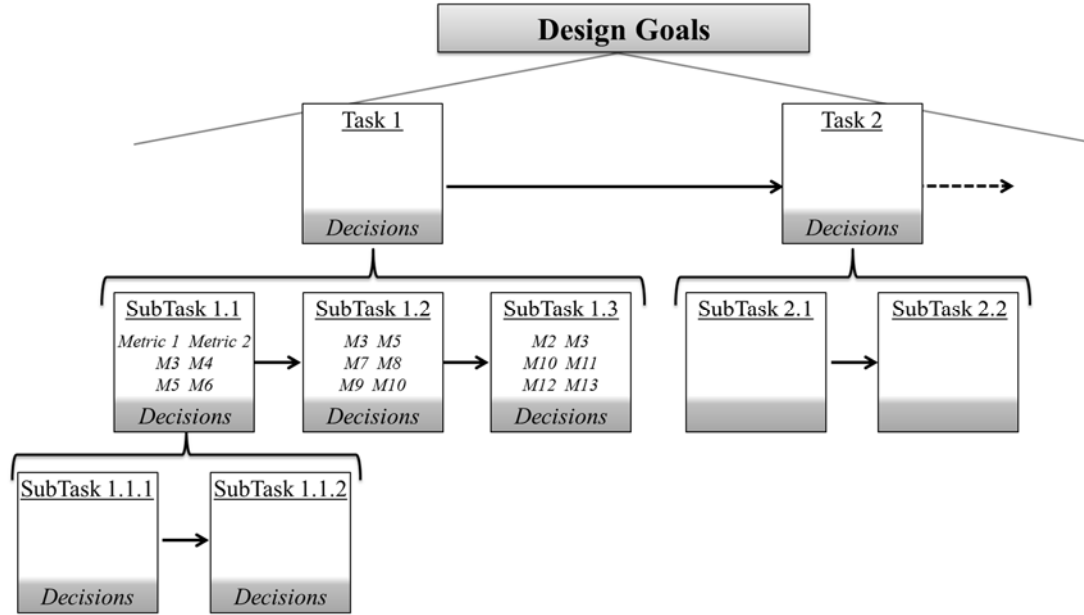 Design Goals
Task 1
Decisions
Task 2
Decisions
SubTask 1.1
Metric 1 Metric 2
M3 M4
M5 M6
Decisions
SubTask 1.2
M3 M5
M7 M8
M9 M10
Decisions
SubTask 1.3
M2 M3
M10 M11
M12 M13
Decisions
SubTask 2.1
SubTask 2.2
SubTask 1.1.1
Decisions
SubTask 1.1.2
Decisions